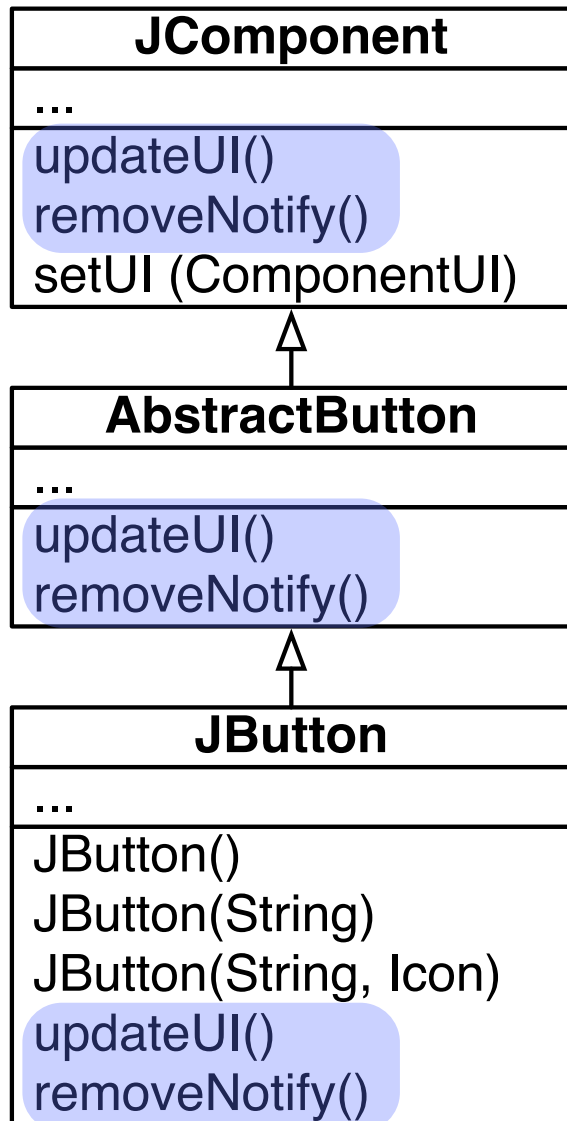 JComponent
...
updateUI()
removeNotify()
setUI (ComponentUI)
AbstractButton
...
updateUI()
removeNotify()
JButton
...
JButton()
JButton(String)
JButton(String, Icon)
updateUI()
removeNotify()